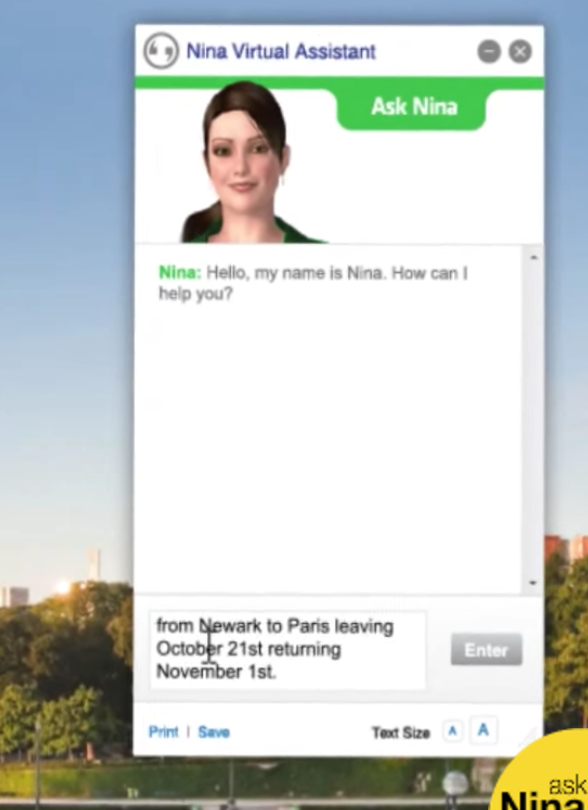 Nina Virtual Assistant
Ask Nina
Nina: Hello, my name is Nina. How can I
help you?
from Newark to Paris leaving
October 21st returning
November 1st.
Enter
Print | Save
Text Size A A
ask
Nina